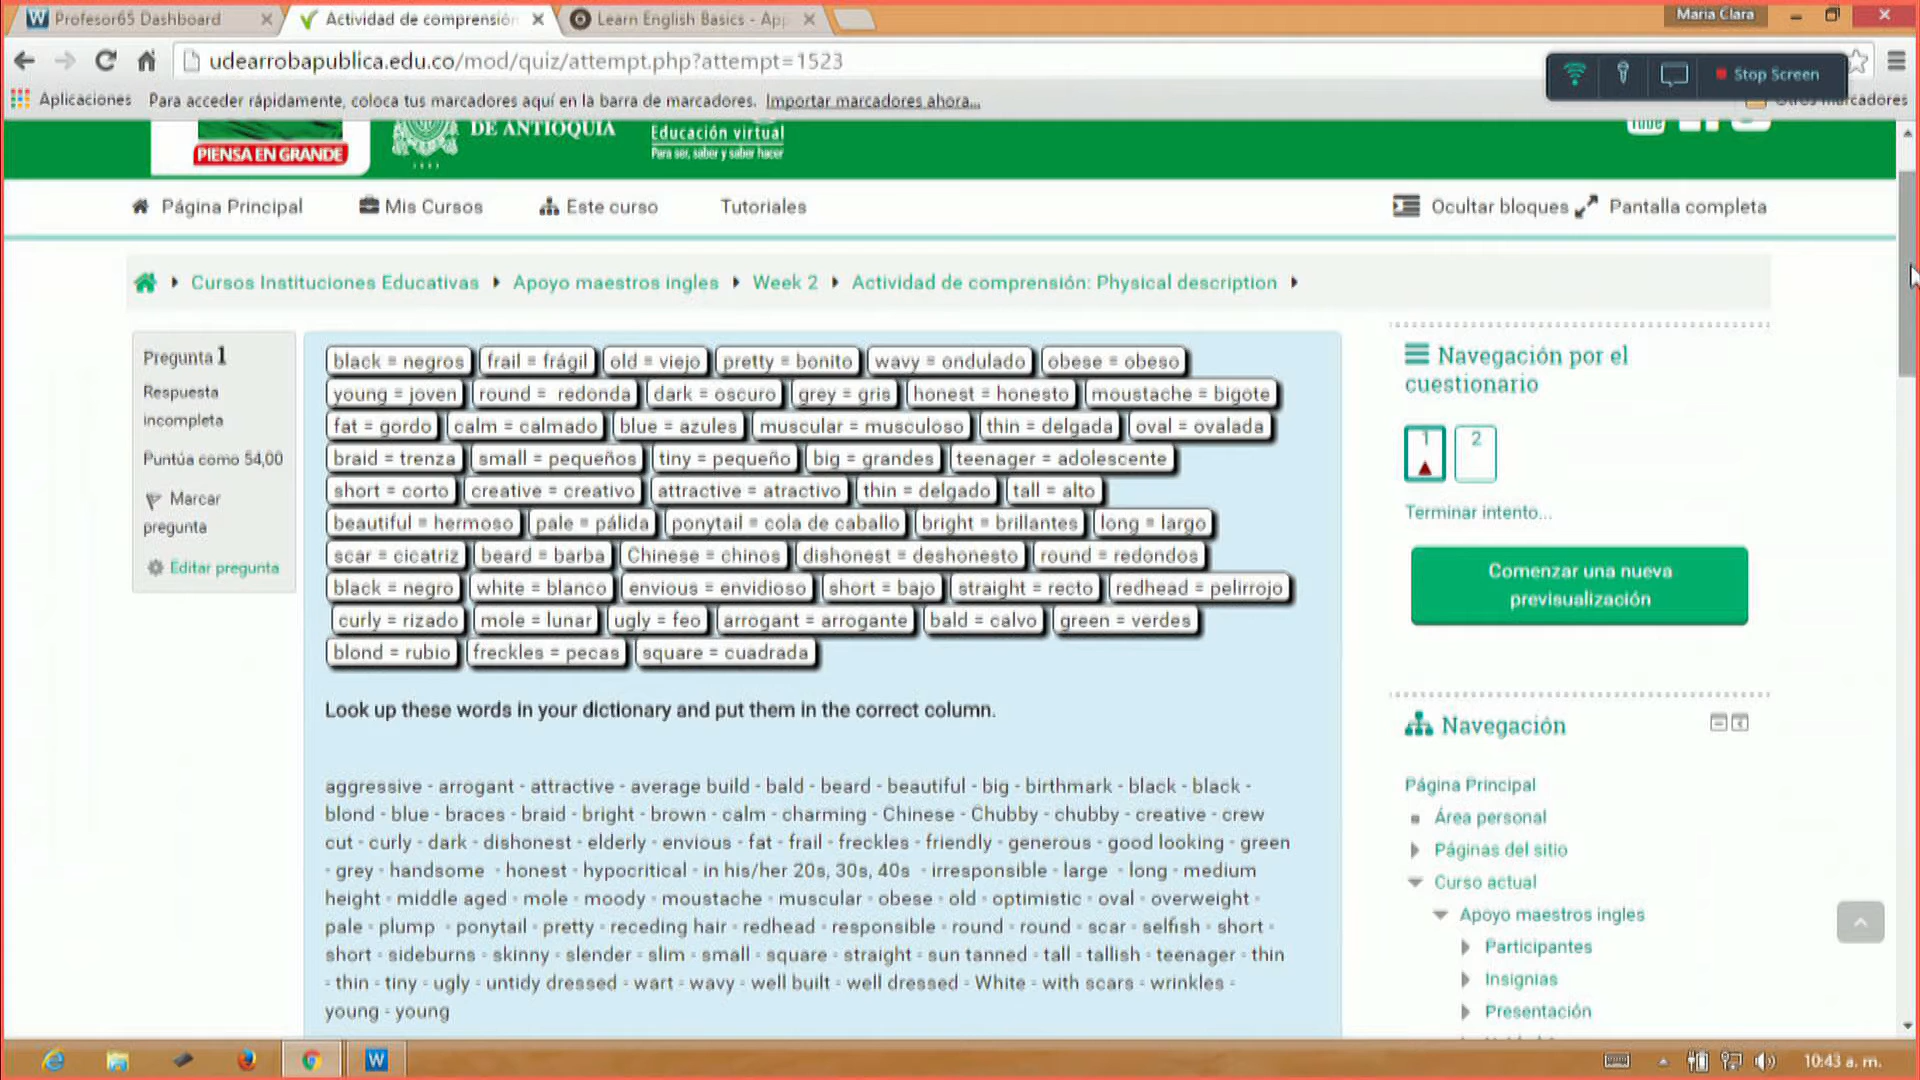 Profesor65 Dashboard
Actividad de comprensión
Learn English Basics - App
Maria Clara
udearrobapublica.edu.co/mod/quiz/attempt.php?attempt=1523
Stop Screen
Aplicaciones Para acceder rápidamente, coloca tus marcadores aquí en la barra de marcadores. Importar marcadores ahora...
Otros marcadores
PIENSA EN GRANDE
DE ANTIOQUIA
Educación virtual
Para ser, saber y saber hacer
Tube
Página Principal Mis Cursos Este curso Tutoriales Ocultar bloques Pantalla completa
Cursos Instituciones Educativas Apoyo maestros ingles Week 2 Actividad de comprensión: Physical description
Pregunta 1
Respuesta
incompleta
Puntúa como 54,00
Marcar
pregunta
Editar pregunta
black = negros frail = frágil old = viejo pretty = bonito wavy = ondulado obese = obeso
young = joven round = redonda dark = oscuro grey = gris honest = honesto moustache = bigote
fat = gordo calm = calmado blue = azules muscular = musculoso thin = delgada oval = ovalada
braid = trenza small = pequeños tiny = pequeño big = grandes teenager = adolescente
short = corto creative = creativo attractive = atractivo thin = delgado tall = alto
beautiful = hermoso pale = pálida ponytail = cola de caballo bright = brillantes long = largo
scar = cicatriz beard = barba Chinese = chinos dishonest = deshonesto round = redondos
black = negro white = blanco envious = envidioso short = bajo straight = recto redhead = pelirrojo
curly = rizado mole = lunar ugly = feo arrogant = arrogante bald = calvo green = verdes
blond = rubio freckles = pecas square = cuadrada
Look up these words in your dictionary and put them in the correct column.
aggressive - arrogant - attractive - average build - bald - beard - beautiful - big - birthmark - black - black -
blond - blue - braces - braid - bright - brown - calm - charming - Chinese - Chubby - chubby - creative - crew
cut - curly - dark - dishonest - elderly - envious - fat - frail - freckles - friendly - generous - good looking - green
- grey - handsome - honest - hypocritical - in his/her 20s, 30s, 40s - irresponsible - large - long - medium
height - middle aged - mole - moody - moustache - muscular - obese - old - optimistic - oval - overweight -
pale - plump - ponytail - pretty - receding hair - redhead - responsible - round - round - scar - selfish - short -
short - sideburns - skinny - slender - slim - small - square - straight - sun tanned - tall - tallish - teenager - thin
- thin - tiny - ugly - untidy dressed - wart - wavy - well built - well dressed - White - with scars - wrinkles -
young - young
Navegación por el
cuestionario
1 2
Terminar intento...
Comenzar una nueva
previsualización
Navegación
Página Principal
Área personal
Páginas del sitio
Curso actual
Apoyo maestros ingles
Participantes
Insignias
Presentación
10:43 a. m.